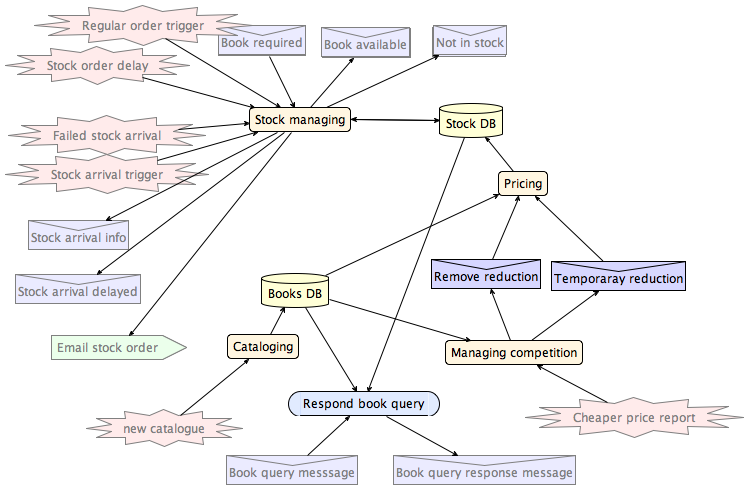 Regular order trigger
Book required
Book available
Not in stock
Stock order delay
Stock managing
Stock DB
Failed stock arrival
Stock arrival trigger
Pricing
Stock arrival info
Remove reduction
Temporaray reduction
Stock arrival delayed
Books DB
Email stock order
Cataloging
Managing competition
Respond book query
new catalogue
Cheaper price report
Book query messsage
Book query response message